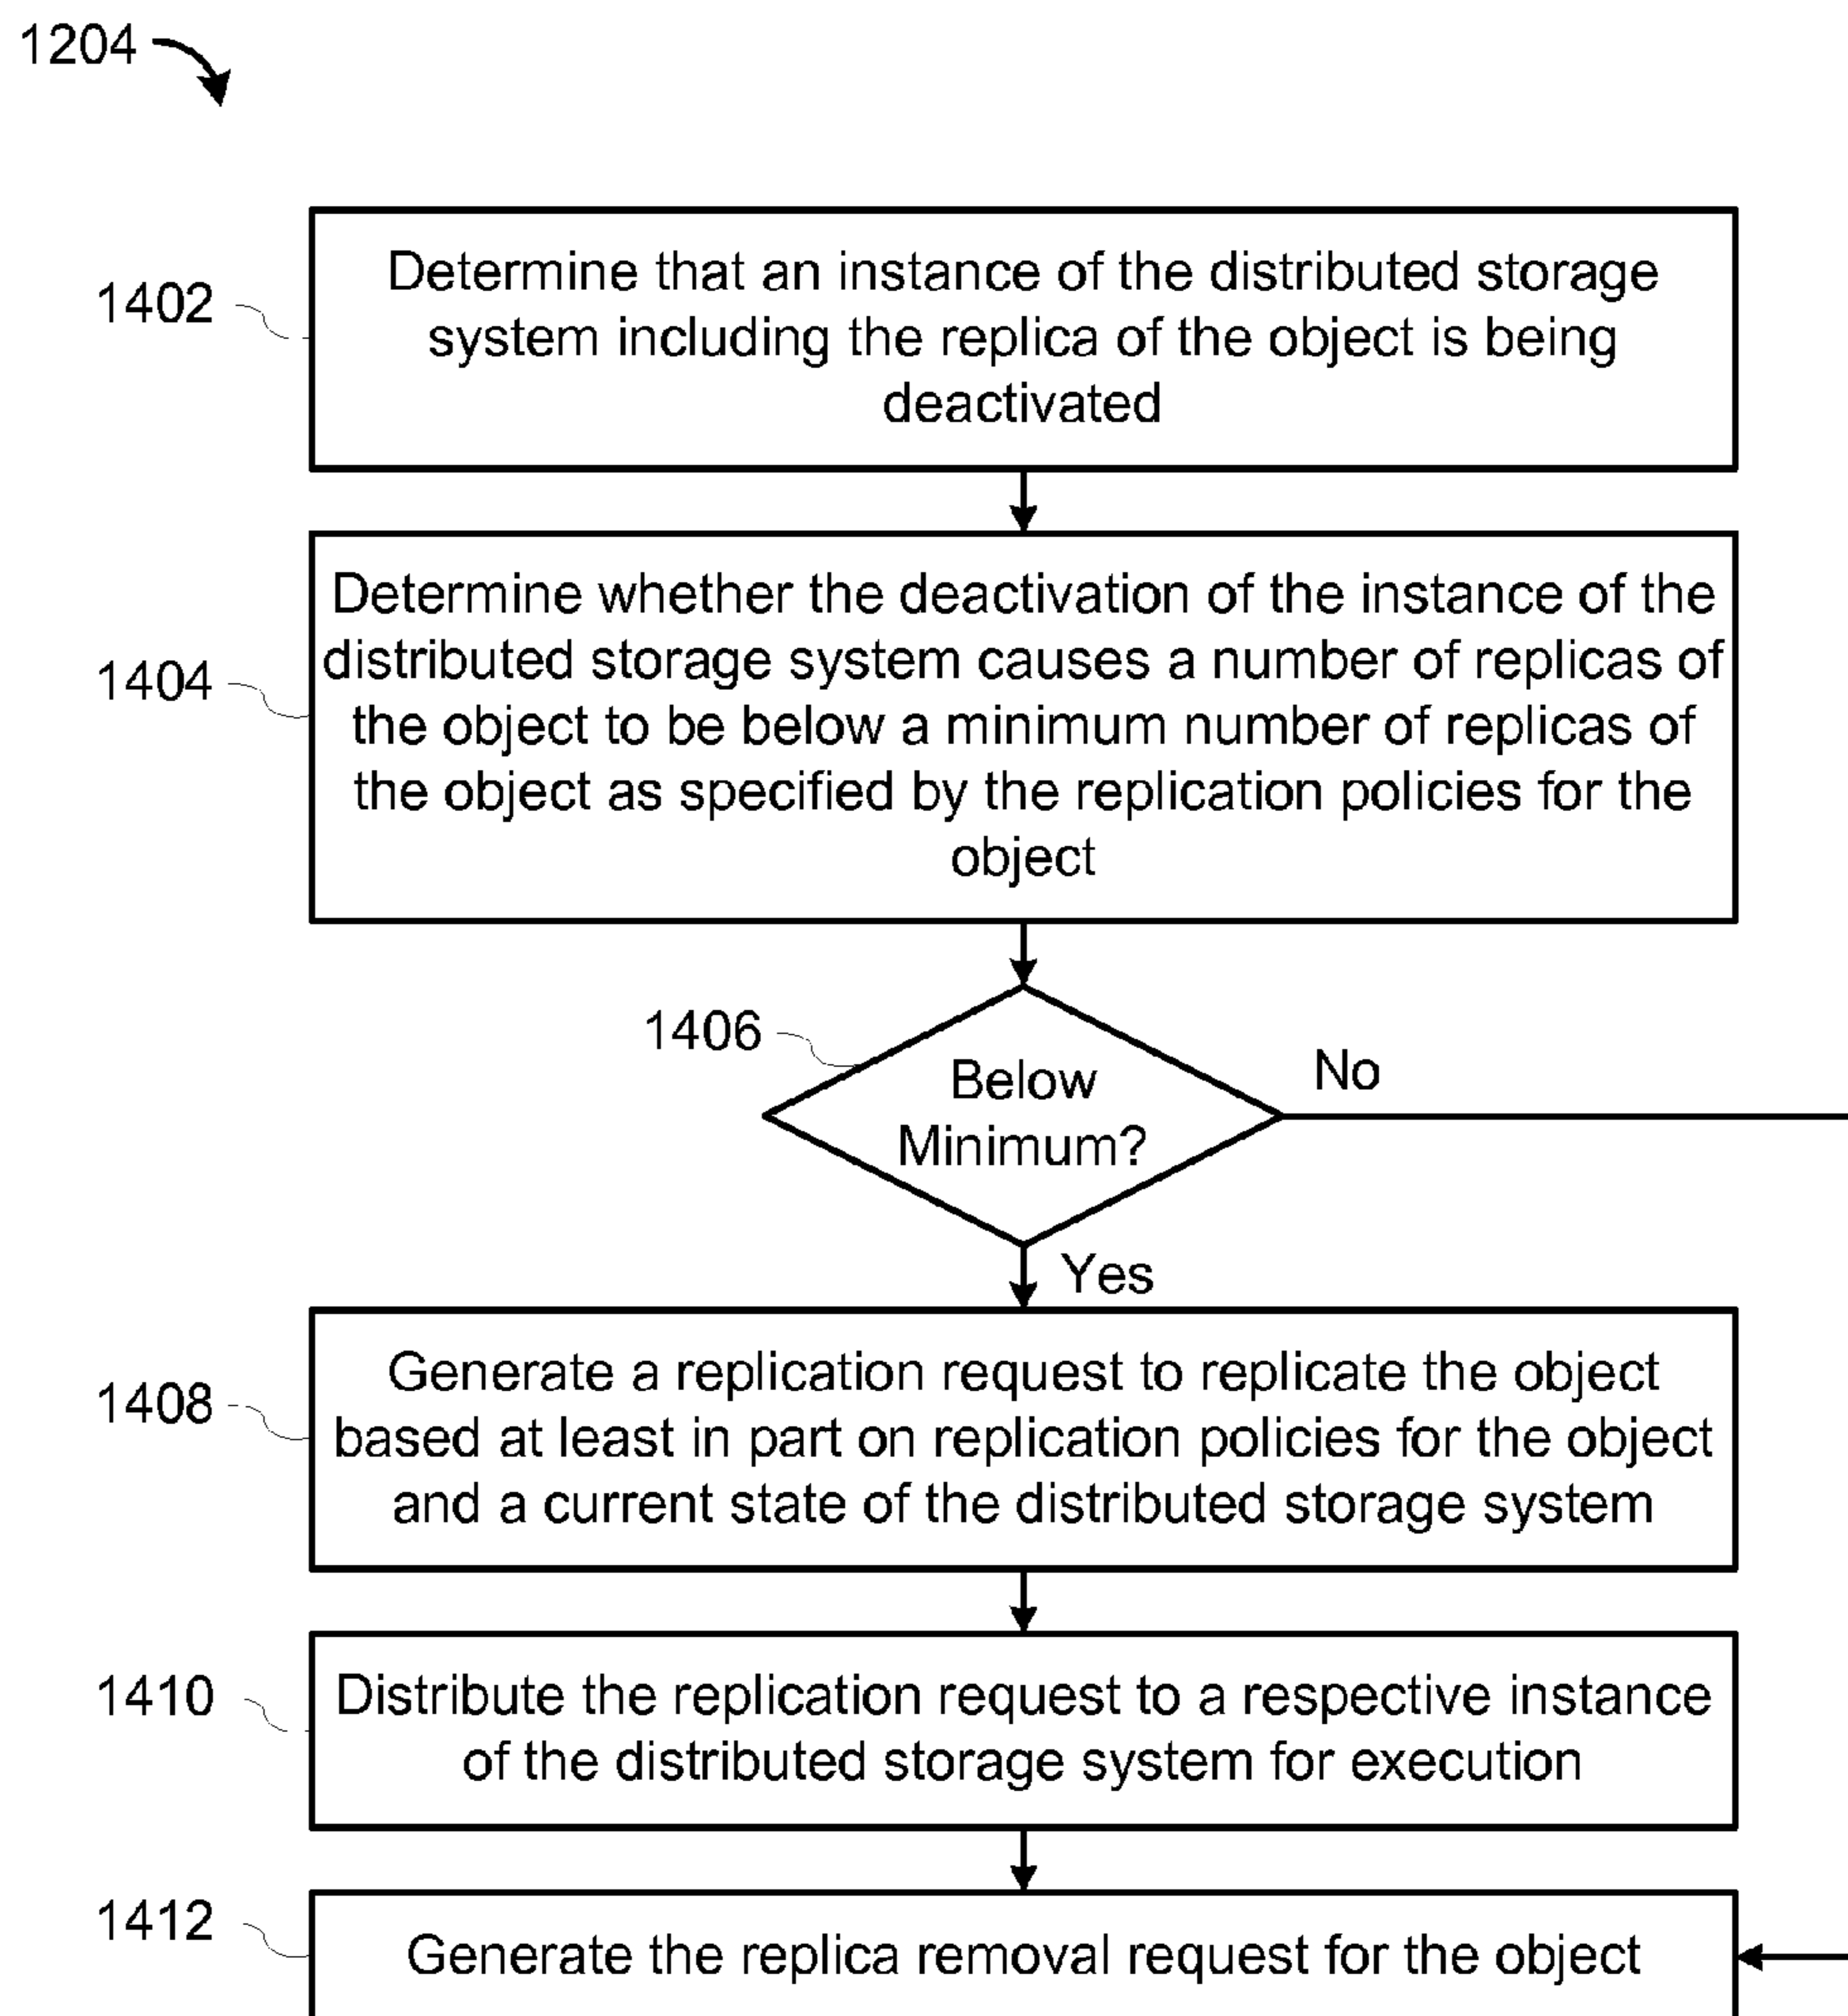 1204
1402
Determine that an instance of the distributed storage
system including the replica of the object is being
deactivated
1404
Determine whether the deactivation of the instance of the
distributed storage system causes a number of replicas of
the object to be below a minimum number of replicas of
the object as specified by the replication policies for the
object
1406
Below
Minimum?
No
Yes
1408
Generate a replication request to replicate the object
based at least in part on replication policies for the object
and a current state of the distributed storage system
1410
Distribute the replication request to a respective instance
of the distributed storage system for execution
1412
Generate the replica removal request for the object